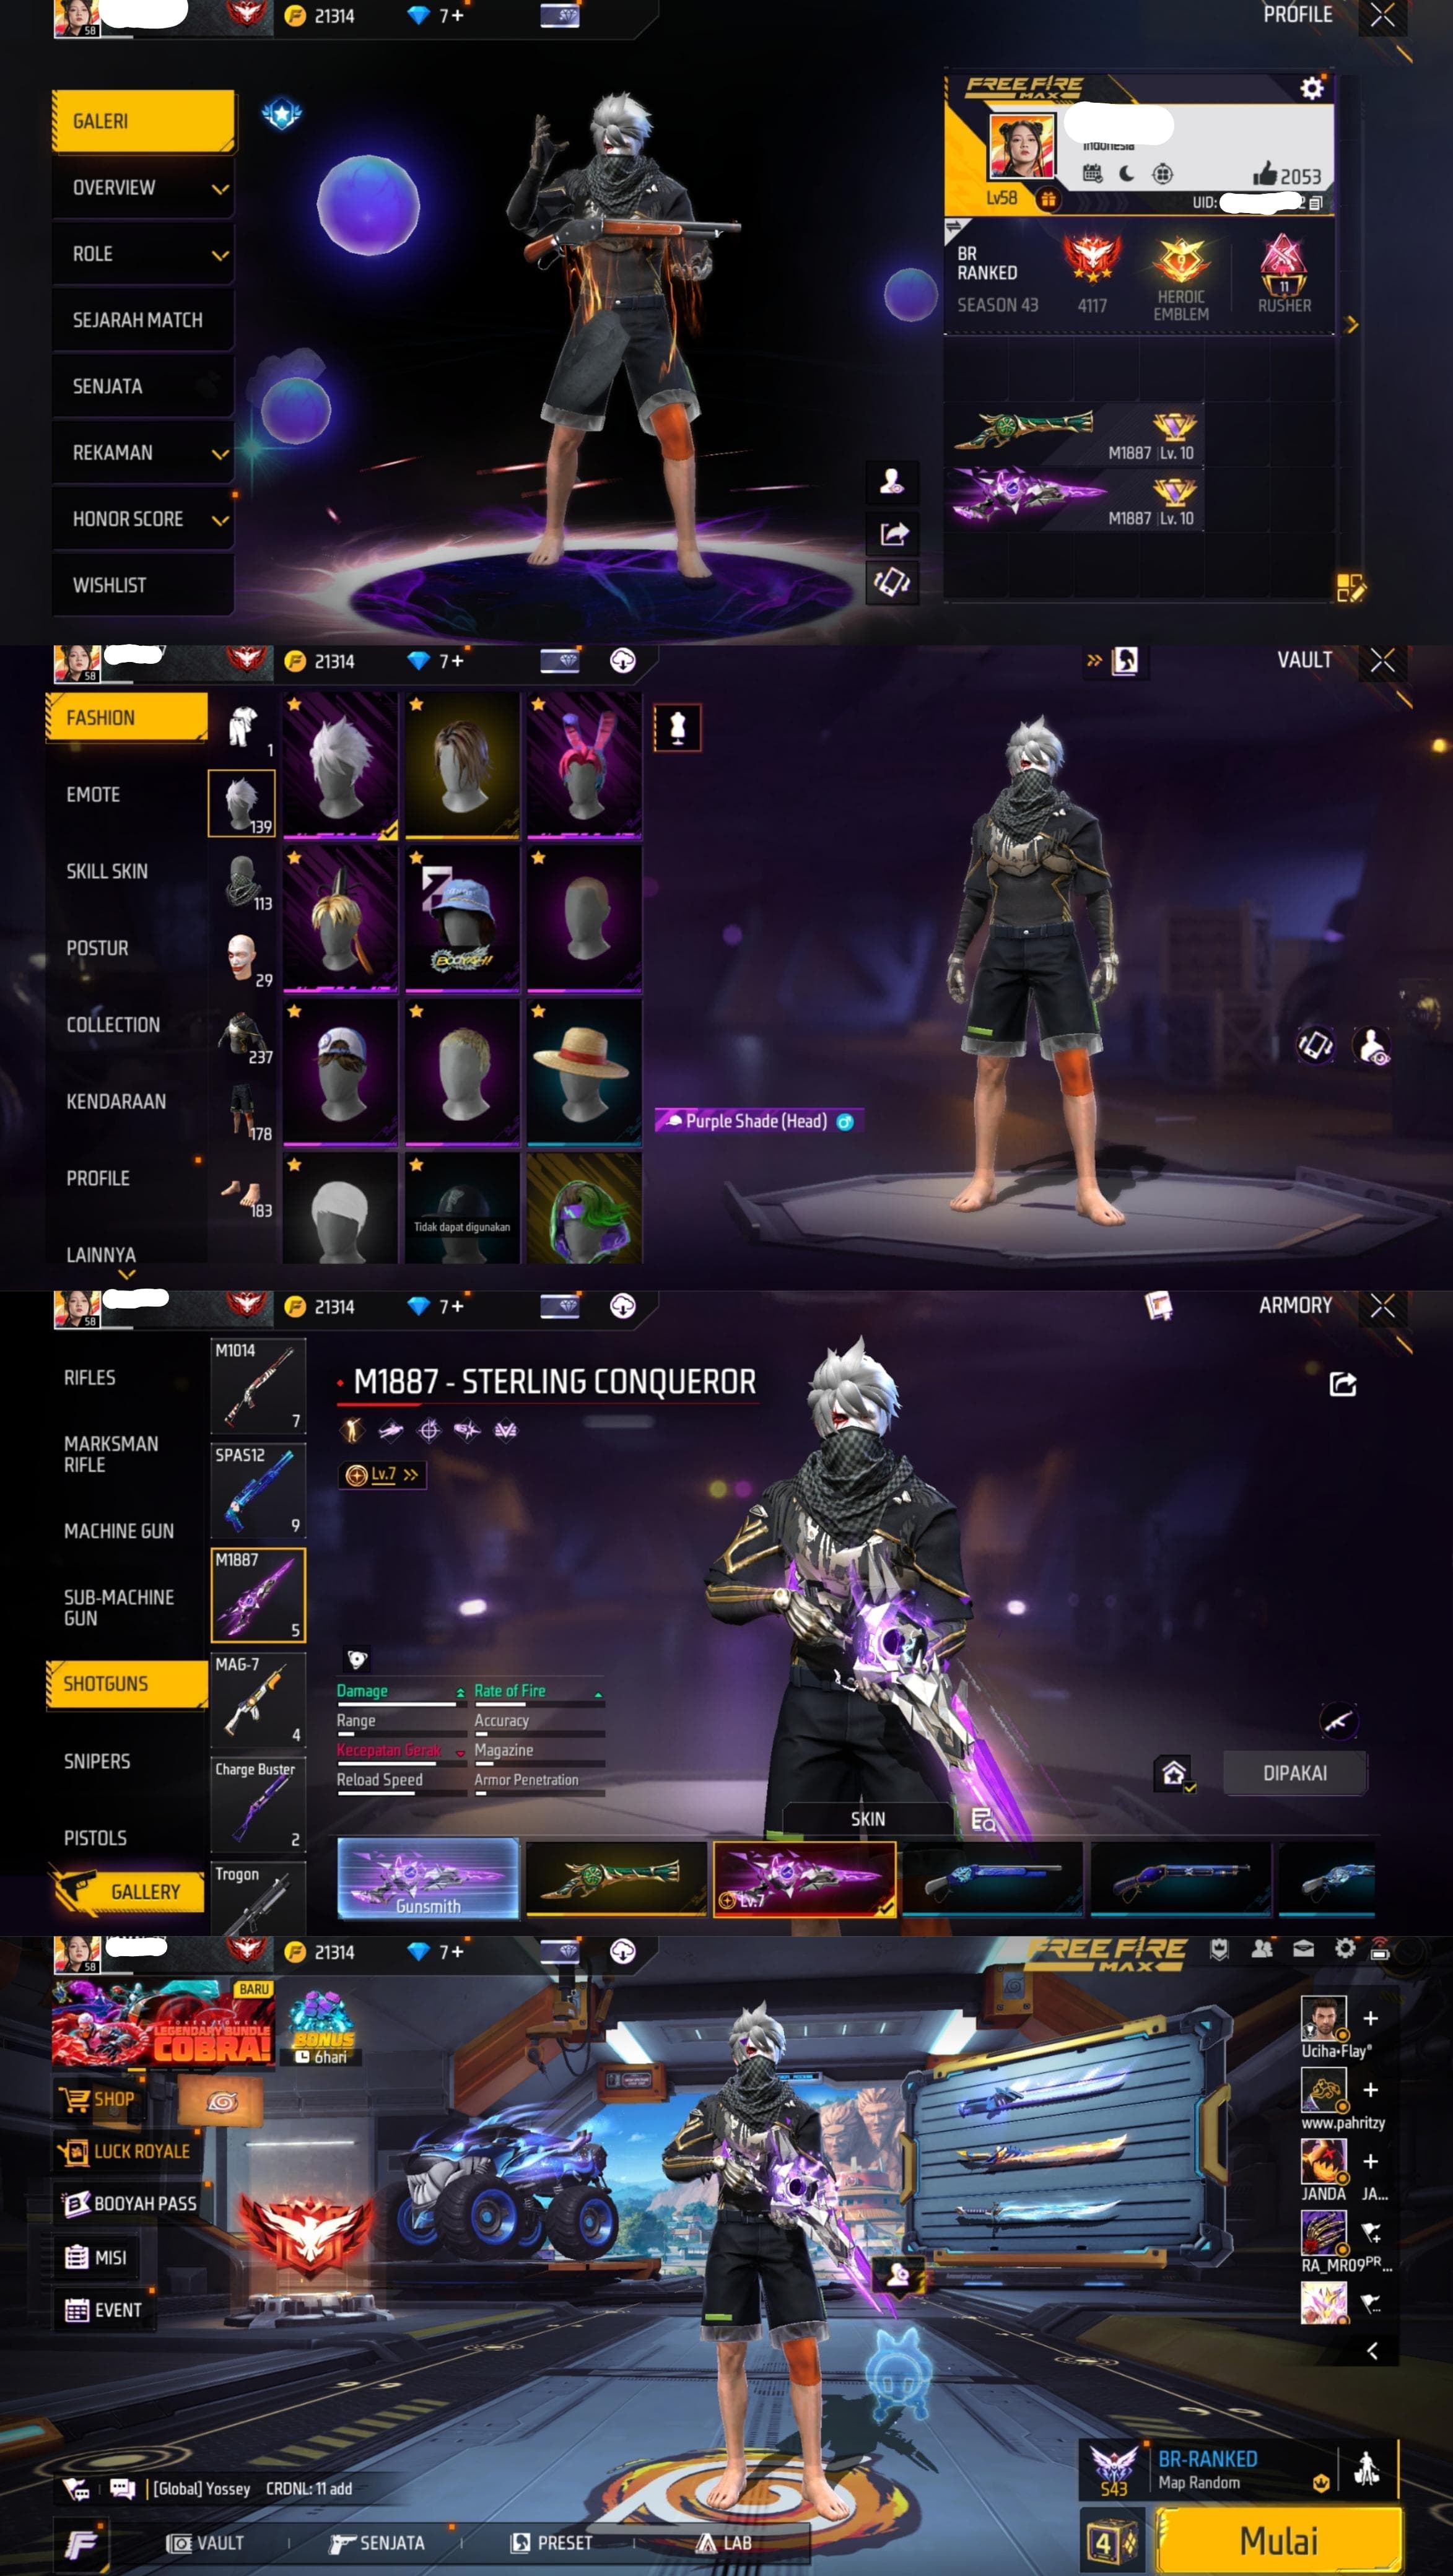 58
21314
7+
PROFILE
GALERI
OVERVIEW
ROLE
SEJARAH MATCH
SENJATA
REKAMAN
HONOR SCORE
WISHLIST
FREE FIRE
MAX
Indonesia
2053
Lv58
UID:
BR
RANKED
SEASON 43
4117
HEROIC
EMBLEM
11
RUSHER
M1887 Lv. 10
M1887 Lv. 10
58
21314
7+
VAULT
FASHION
EMOTE
SKILL SKIN
POSTUR
COLLECTION
KENDARAAN
PROFILE
LAINNYA
1
139
113
29
237
178
183
BOOYAH!
Tidak dapat digunakan
Purple Shade (Head)
58
21314
7+
ARMORY
RIFLES
MARKSMAN
RIFLE
MACHINE GUN
SUB-MACHINE
GUN
SHOTGUNS
SNIPERS
PISTOLS
GALLERY
M1014
7
SPAS12
9
M1887
5
MAG-7
4
Charge Buster
2
Trogon
M1887 - STERLING CONQUEROR
Lv.7
Damage
Rate of Fire
Range
Accuracy
Kecepatan Gerak
Magazine
Reload Speed
Armor Penetration
DIPAKAI
SKIN
Gunsmith
Lv.7
58
21314
7+
FREE FIRE
MAX
BARU
TOKEN TOWER
LEGENDARY BUNDLE
COBRA!
BONUS
6hari
SHOP
LUCK ROYALE
BOOYAH PASS
MISI
EVENT
Uciha•Flay
www.pahritzy
JANDA JA...
RA_MR09PR...
[Global] Yossey CRDNL: 11 add
S43
BR-RANKED
Map Random
VAULT
SENJATA
PRESET
LAB
4
Mulai